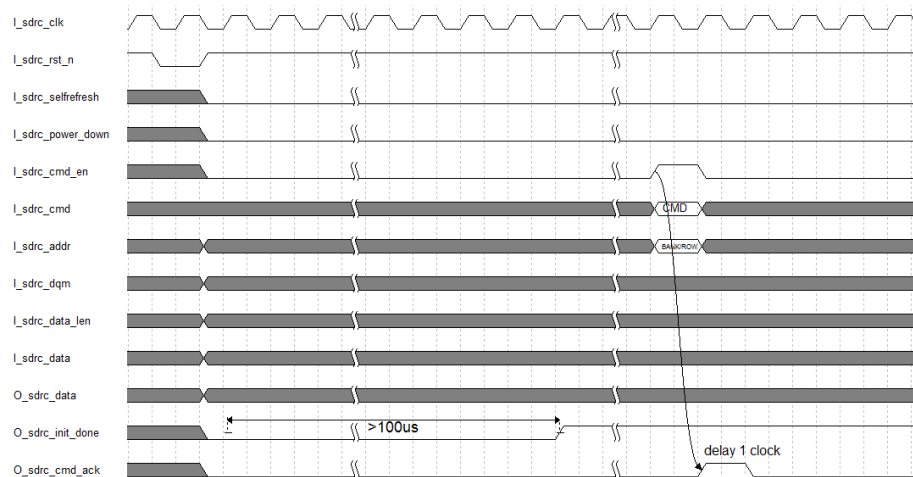 I_sdrc_clk
I_sdrc_rst_n
I_sdrc_selfrefresh
I_sdrc_power_down
I_sdrc_cmd_en
I_sdrc_cmd
CMD
I_sdrc_addr
BANK/ROW
I_sdrc_dqm
I_sdrc_data_len
I_sdrc_data
O_sdrc_data
O_sdrc_init_done
>100us
delay 1 clock
O_sdrc_cmd_ack